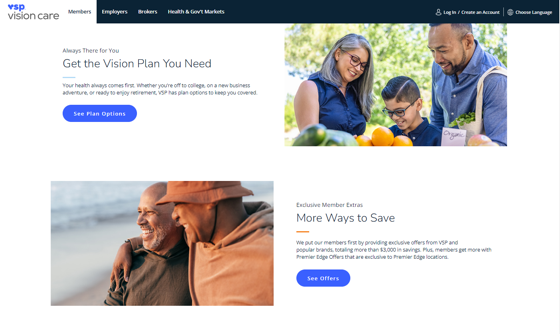 vsp
vision care
Members
Employers
Brokers
Health & Gov't Markets
Log In / Create an Account
Choose Language
Always There for You
Get the Vision Plan You Need
Your health always comes first. Whether you're off to college, on a new business
adventure, or ready to enjoy retirement, VSP has plan options to keep you covered.
See Plan Options
Organic
Exclusive Member Extras
More Ways to Save
We put our members first by providing exclusive offers from VSP and
popular brands, totaling more than $3,000 in savings. Plus, members get more with
Premier Edge Offers that are exclusive to Premier Edge locations.
See Offers